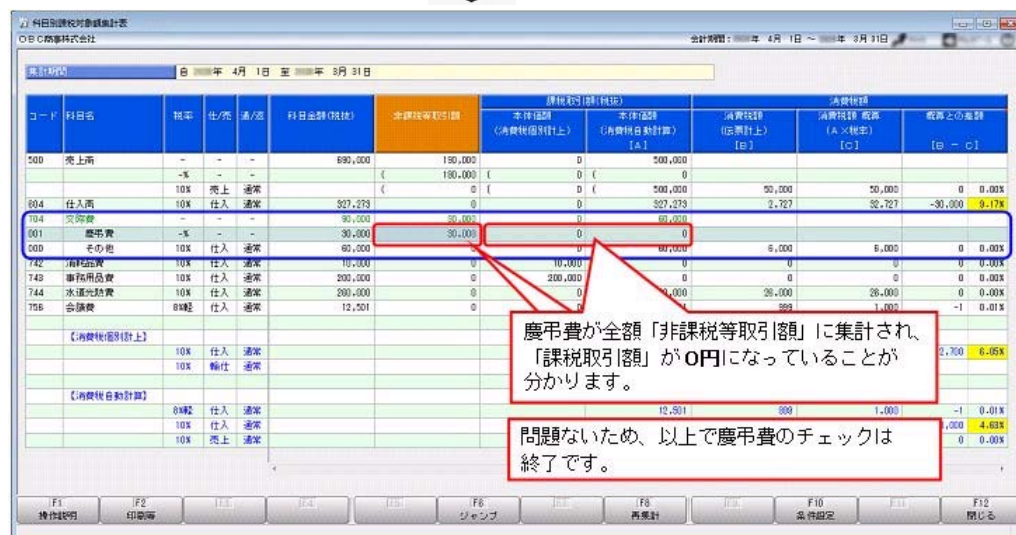 科目別課税対象額集計表
OBC商事株式会社 会計期間： 年 4月 1日 ～ 年 3月 31日
集計期間 自 年 4月 1日 至 年 3月 31日
課税取引額(税抜) 消費税額
コード 科目名 税率 仕/売 通/返 科目金額(税抜) 非課税等取引額 本体価額 本体価額 消費税額 消費税額 概算 概算との差額
(消費税個別計上) (消費税自動計算) (伝票計上) (A×税率)
[A] [B] [C] [B - C]
500 売上高 - - - 690,000 190,000 0 500,000
-% - - ( 190,000 ( 0 ( 0
10% 売上 通常 ( 0 ( 0 ( 500,000 50,000 50,000 0 0.00%
604 仕入高 10% 仕入 通常 327,273 0 0 327,273 2,727 32,727 -30,000 9.17%
704 交際費 - - - 90,000 30,000 0 60,000
001 慶弔費 -% - - 30,000 30,000 0 0
000 その他 10% 仕入 通常 60,000 0 0 60,000 6,000 6,000 0 0.00%
742 消耗品費 10% 仕入 通常 10,000 0 10,000 0 0 0 0 0.00%
743 事務用品費 10% 仕入 通常 200,000 0 200,000 0 0 0 0 0.00%
744 水道光熱費 10% 仕入 通常 260,000 0 26,000 26,000 0 0.00%
756 会議費 8%軽 仕入 通常 12,501 0 999 1,000 -1 0.01%
【消費税個別計上】
10% 仕入 通常 2,700 6.05%
10% 輸仕 通常
【消費税自動計算】
8%軽 仕入 通常 12,501 999 1,000 -1 0.01%
10% 仕入 通常 ,000 4.63%
10% 売上 通常 0 0.00%
慶弔費が全額「非課税等取引額」に集計され、
「課税取引額」が0円になっていることが
分かります。
問題ないため、以上で慶弔費のチェックは
終了です。
F1 F2 F3 F4 F5 F6 F7 F8 F9 F10 F11 F12
操作説明 印刷等 ジャンプ 再集計 条件設定 閉じる